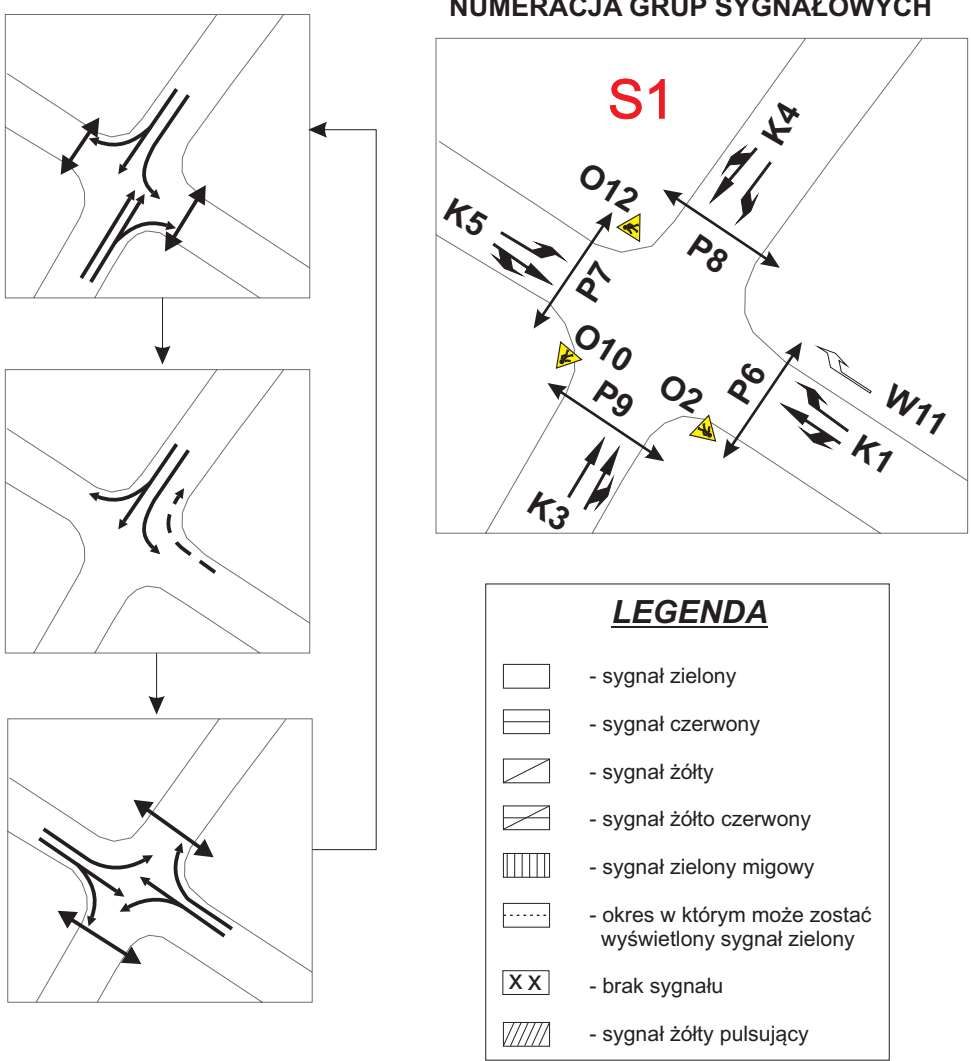 NUMERACJA GRUP SYGNAŁOWYCH
S1
K4
O12
K5
P8
P7
O10
P6
P9
O2
W11
K1
K3
LEGENDA
- sygnał zielony
- sygnał czerwony
- sygnał żółty
- sygnał żółto czerwony
- sygnał zielony migowy
- okres w którym może zostać
wyświetlony sygnał zielony
X X - brak sygnału
- sygnał żółty pulsujący